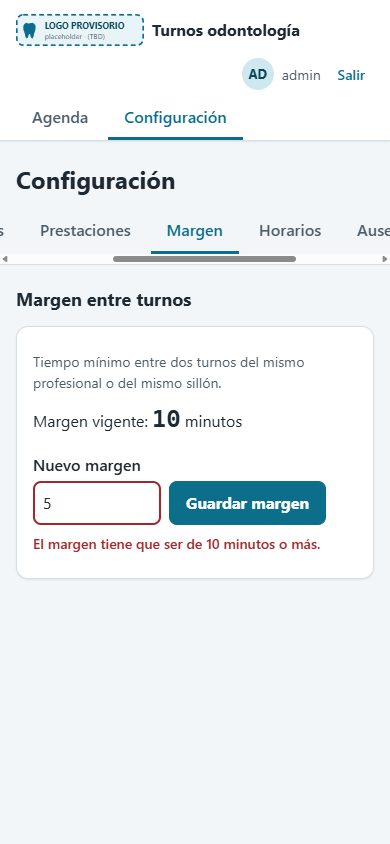 LOGO PROVISORIO
placeholder · (TBD)
Turnos odontología
AD
admin
Salir
Agenda
Configuración
Configuración
s
Prestaciones
Margen
Horarios
Ause
Margen entre turnos
Tiempo mínimo entre dos turnos del mismo
profesional o del mismo sillón.
Margen vigente: 10 minutos
Nuevo margen
5
Guardar margen
El margen tiene que ser de 10 minutos o más.